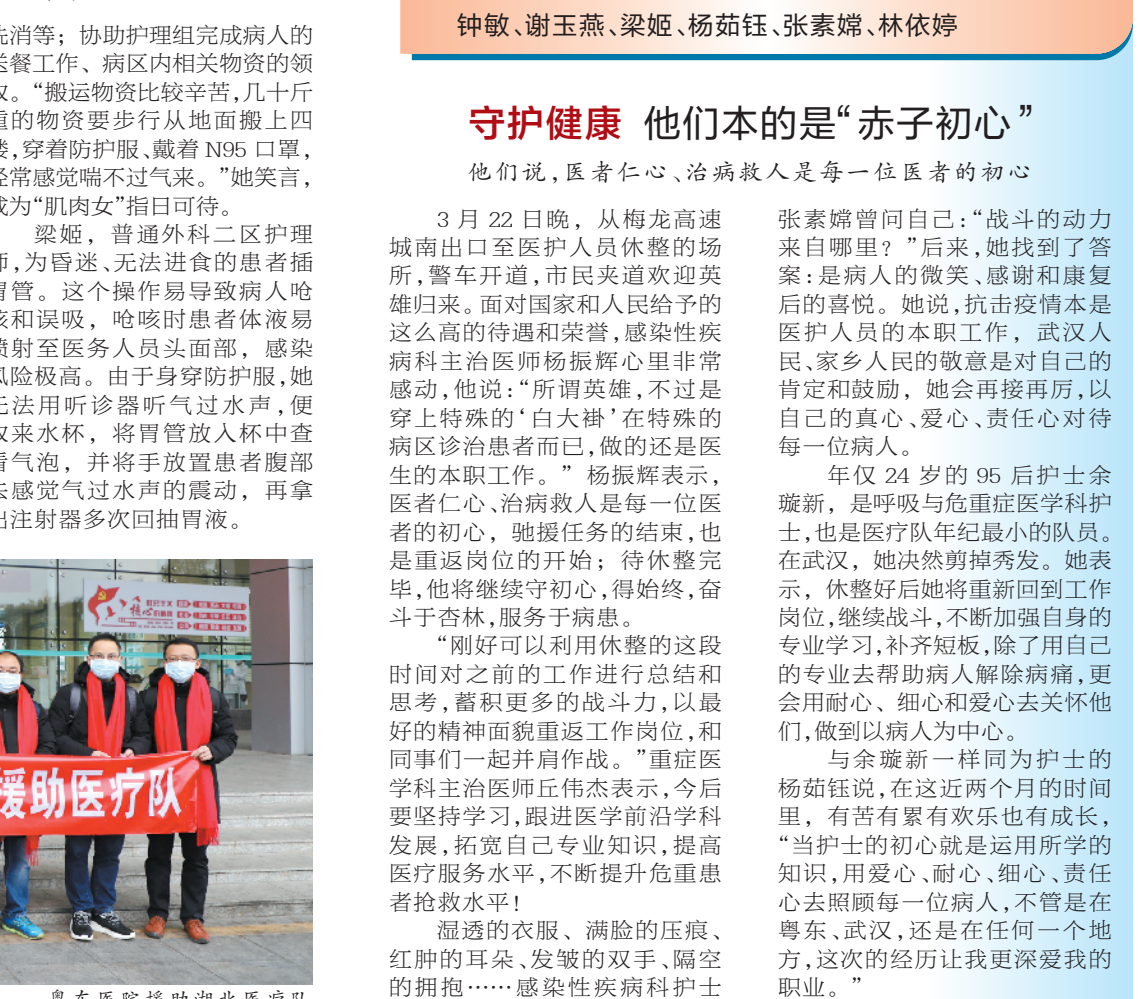 洗消等；协助护理组完成病人的
送餐工作、病区内相关物资的领
取。“搬运物资比较辛苦，几十斤
重的物资要步行从地面搬上四
楼，穿着防护服、戴着 N95 口罩，
经常感觉喘不过气来。”她笑言，
成为“肌肉女”指日可待。
梁姬，普通外科二区护理
师，为昏迷、无法进食的患者插
胃管。这个操作易导致病人呛
咳和误吸，呛咳时患者体液易
喷射至医务人员头面部，感染
风险极高。由于身穿防护服，她
无法用听诊器听气过水声，便
取来水杯，将胃管放入杯中查
看气泡，并将手放置患者腹部
去感觉气过水声的震动，再拿
出注射器多次回抽胃液。
援助医疗队
粤东医院援助湖北医疗队
钟敏、谢玉燕、梁姬、杨茹钰、张素嫦、林依婷
守护健康 他们本的是“赤子初心”
他们说，医者仁心、治病救人是每一位医者的初心
3 月 22 日晚，从梅龙高速
城南出口至医护人员休整的场
所，警车开道，市民夹道欢迎英
雄归来。面对国家和人民给予的
这么高的待遇和荣誉，感染性疾
病科主治医师杨振辉心里非常
感动，他说：“所谓英雄，不过是
穿上特殊的‘白大褂’在特殊的
病区诊治患者而已，做的还是医
生的本职工作。”杨振辉表示，
医者仁心、治病救人是每一位医
者的初心，驰援任务的结束，也
是重返岗位的开始；待休整完
毕，他将继续守初心，得始终，奋
斗于杏林，服务于病患。
“刚好可以利用休整的这段
时间对之前的工作进行总结和
思考，蓄积更多的战斗力，以最
好的精神面貌重返工作岗位，和
同事们一起并肩作战。”重症医
学科主治医师丘伟杰表示，今后
要坚持学习，跟进医学前沿学科
发展，拓宽自己专业知识，提高
医疗服务水平，不断提升危重患
者抢救水平！
湿透的衣服、满脸的压痕、
红肿的耳朵、发皱的双手、隔空
的拥抱……感染性疾病科护士
张素嫦曾问自己：“战斗的动力
来自哪里？”后来，她找到了答
案：是病人的微笑、感谢和康复
后的喜悦。她说，抗击疫情本是
医护人员的本职工作，武汉人
民、家乡人民的敬意是对自己的
肯定和鼓励，她会再接再厉，以
自己的真心、爱心、责任心对待
每一位病人。
年仅 24 岁的 95 后护士余
璇新，是呼吸与危重症医学科护
士，也是医疗队年纪最小的队员。
在武汉，她决然剪掉秀发。她表
示，休整好后她将重新回到工作
岗位，继续战斗，不断加强自身的
专业学习，补齐短板，除了用自己
的专业去帮助病人解除病痛，更
会用耐心、细心和爱心去关怀他
们，做到以病人为中心。
与余璇新一样同为护士的
杨茹钰说，在这近两个月的时间
里，有苦有累有欢乐也有成长，
“当护士的初心就是运用所学的
知识，用爱心、耐心、细心、责任
心去照顾每一位病人，不管是在
粤东、武汉，还是在任何一个地
方，这次的经历让我更深爱我的
职业。”